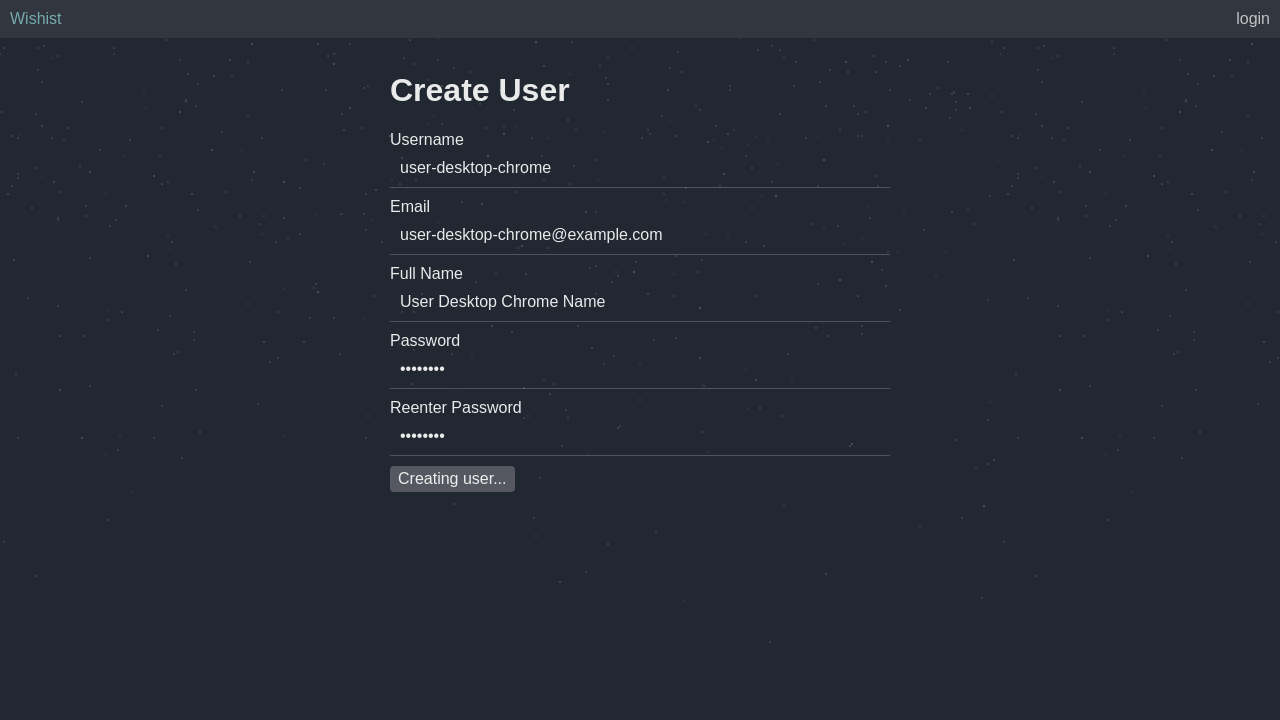 Wishist
login
Create User
Username
user-desktop-chrome
Email
user-desktop-chrome@example.com
Full Name
User Desktop Chrome Name
Password
••••••••
Reenter Password
••••••••
Creating user...